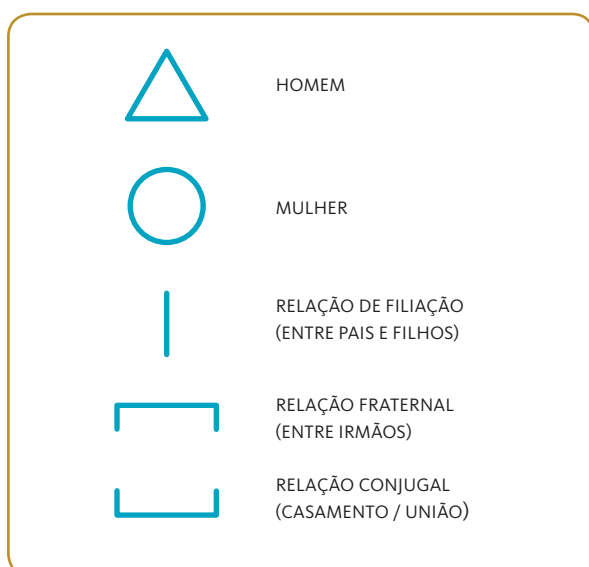 HOMEM
MULHER
RELAÇÃO DE FILIAÇÃO
(ENTRE PAIS E FILHOS)
RELAÇÃO FRATERNAL
(ENTRE IRMÃOS)
RELAÇÃO CONJUGAL
(CASAMENTO / UNIÃO)